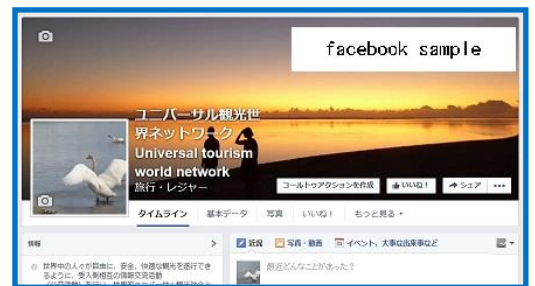 facebook sample
ユニバーサル観光世
界ネットワーク
Universal tourism
world network
旅行・レジャー
コールトゥアクションを作成 いいね! シェア
タイムライン 基本データ 写真 いいね! もっと見る
情報
近況 写真・動画 イベント、大事な出来事など
世界中の人々が自由に、安全、快適な観光を遂行でき
るように、受入側相互の情報交流活動
最近どんなことがあった?